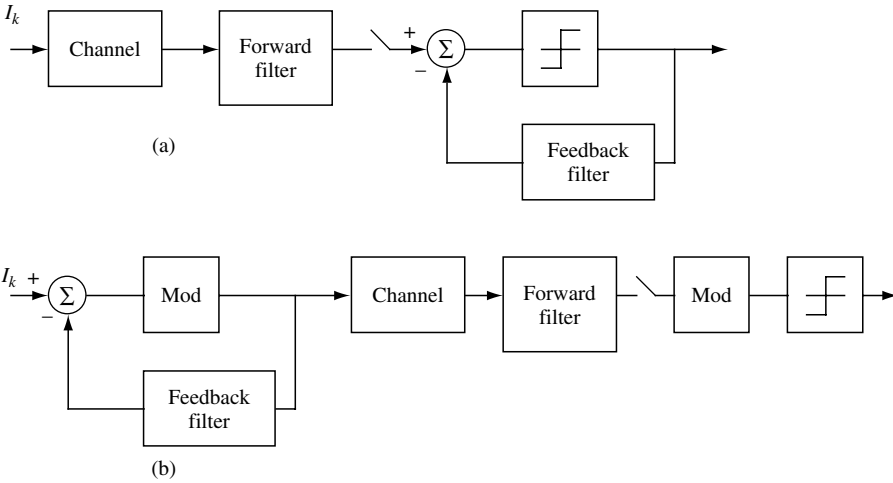 I_k
Channel
Forward
filter
+
Σ
−
Feedback
filter
(a)
I_k
+
Σ
−
Mod
Channel
Forward
filter
Mod
Feedback
filter
(b)